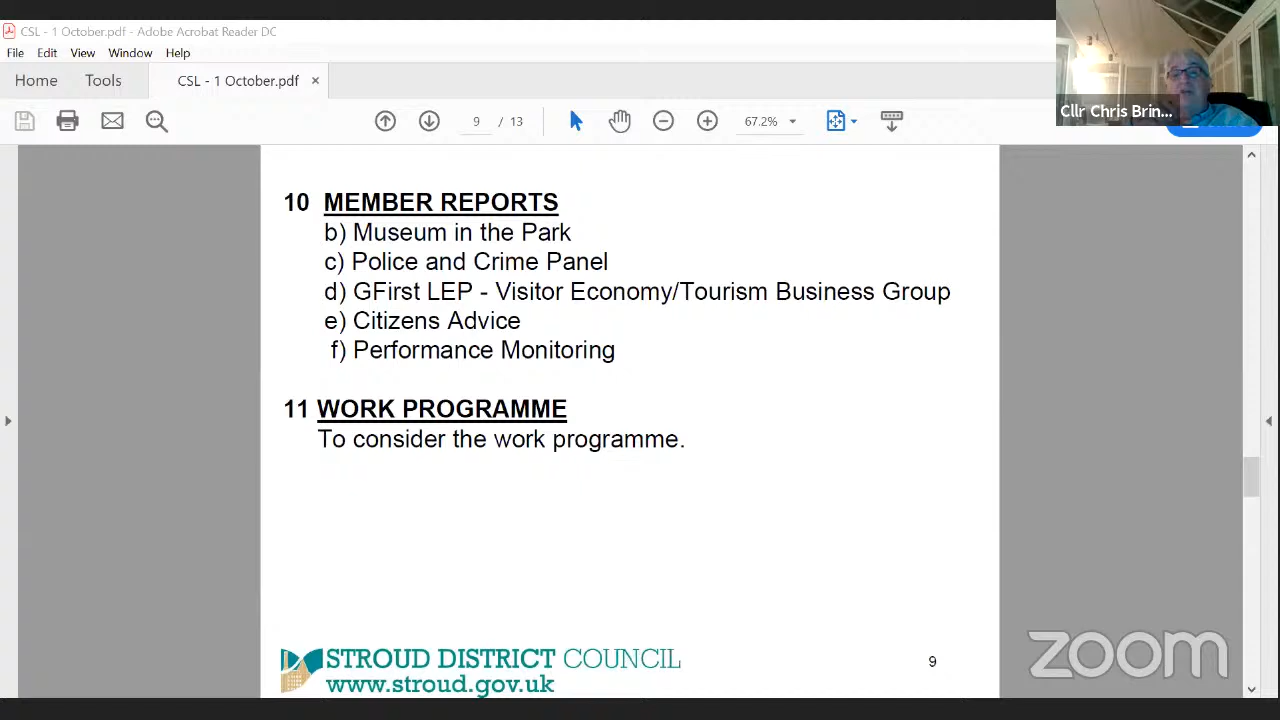 CSL - 1 October.pdf - Adobe Acrobat Reader DC
File Edit View Window Help
Home Tools CSL - 1 October.pdf ×
9 / 13 67.2%
Cllr Chris Brin...
10 MEMBER REPORTS
b) Museum in the Park
c) Police and Crime Panel
d) GFirst LEP - Visitor Economy/Tourism Business Group
e) Citizens Advice
f) Performance Monitoring
11 WORK PROGRAMME
To consider the work programme.
STROUD DISTRICT COUNCIL
www.stroud.gov.uk
9
zoom